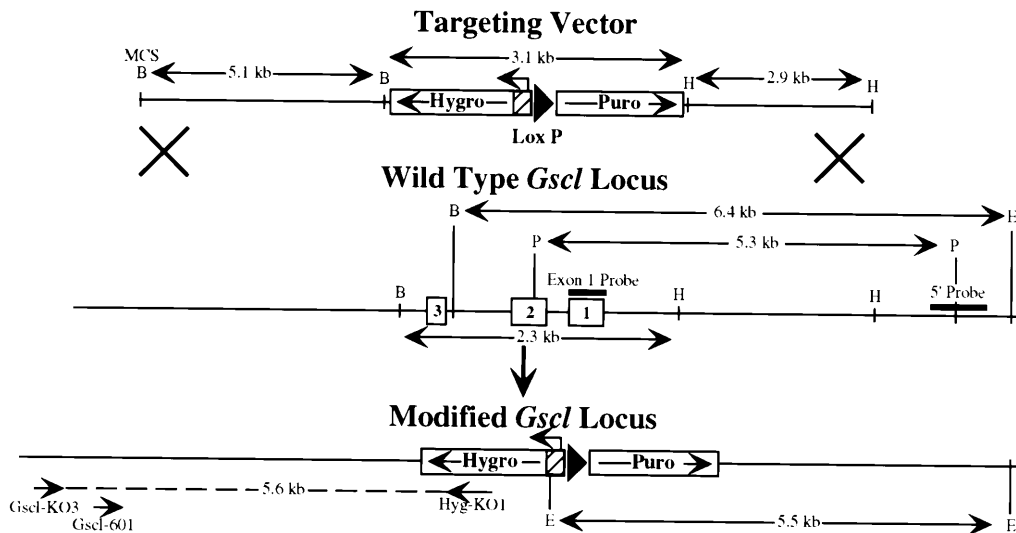 Targeting Vector
MCS
B
5.1 kb
B
3.1 kb
H
2.9 kb
H
Hygro
Puro
Lox P
Wild Type Gscl Locus
B
6.4 kb
H
P
5.3 kb
P
Exon 1 Probe
5' Probe
B
3
2
1
H
H
2.3 kb
Modified Gscl Locus
Hygro
Puro
5.6 kb
Gscl-KO3
Gscl-601
Hyg-KO1
E
5.5 kb
E